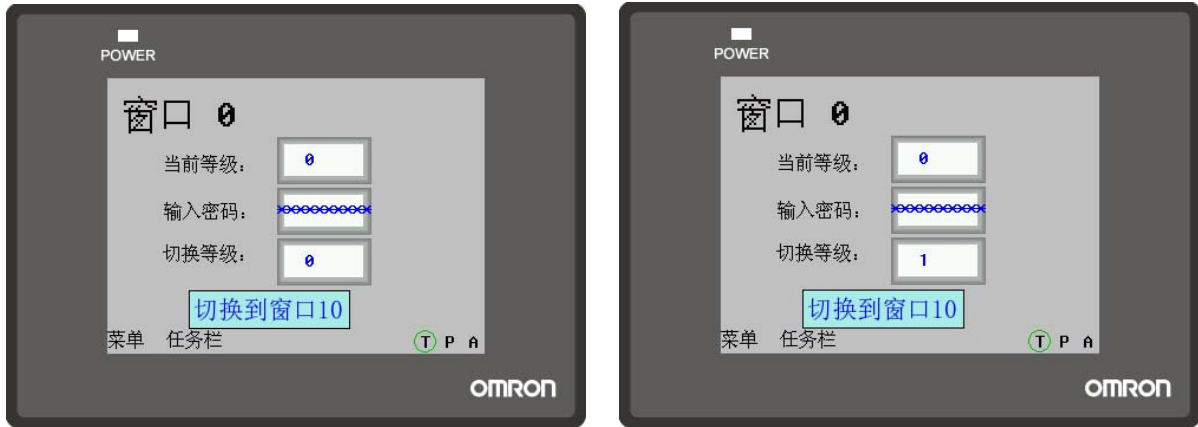 POWER
窗口 0
当前等级: 0
输入密码: ××××××××××
切换等级: 0
切换到窗口10
菜单 任务栏 T P A
OMRON
POWER
窗口 0
当前等级: 0
输入密码: ××××××××××
切换等级: 1
切换到窗口10
菜单 任务栏 T P A
OMRON